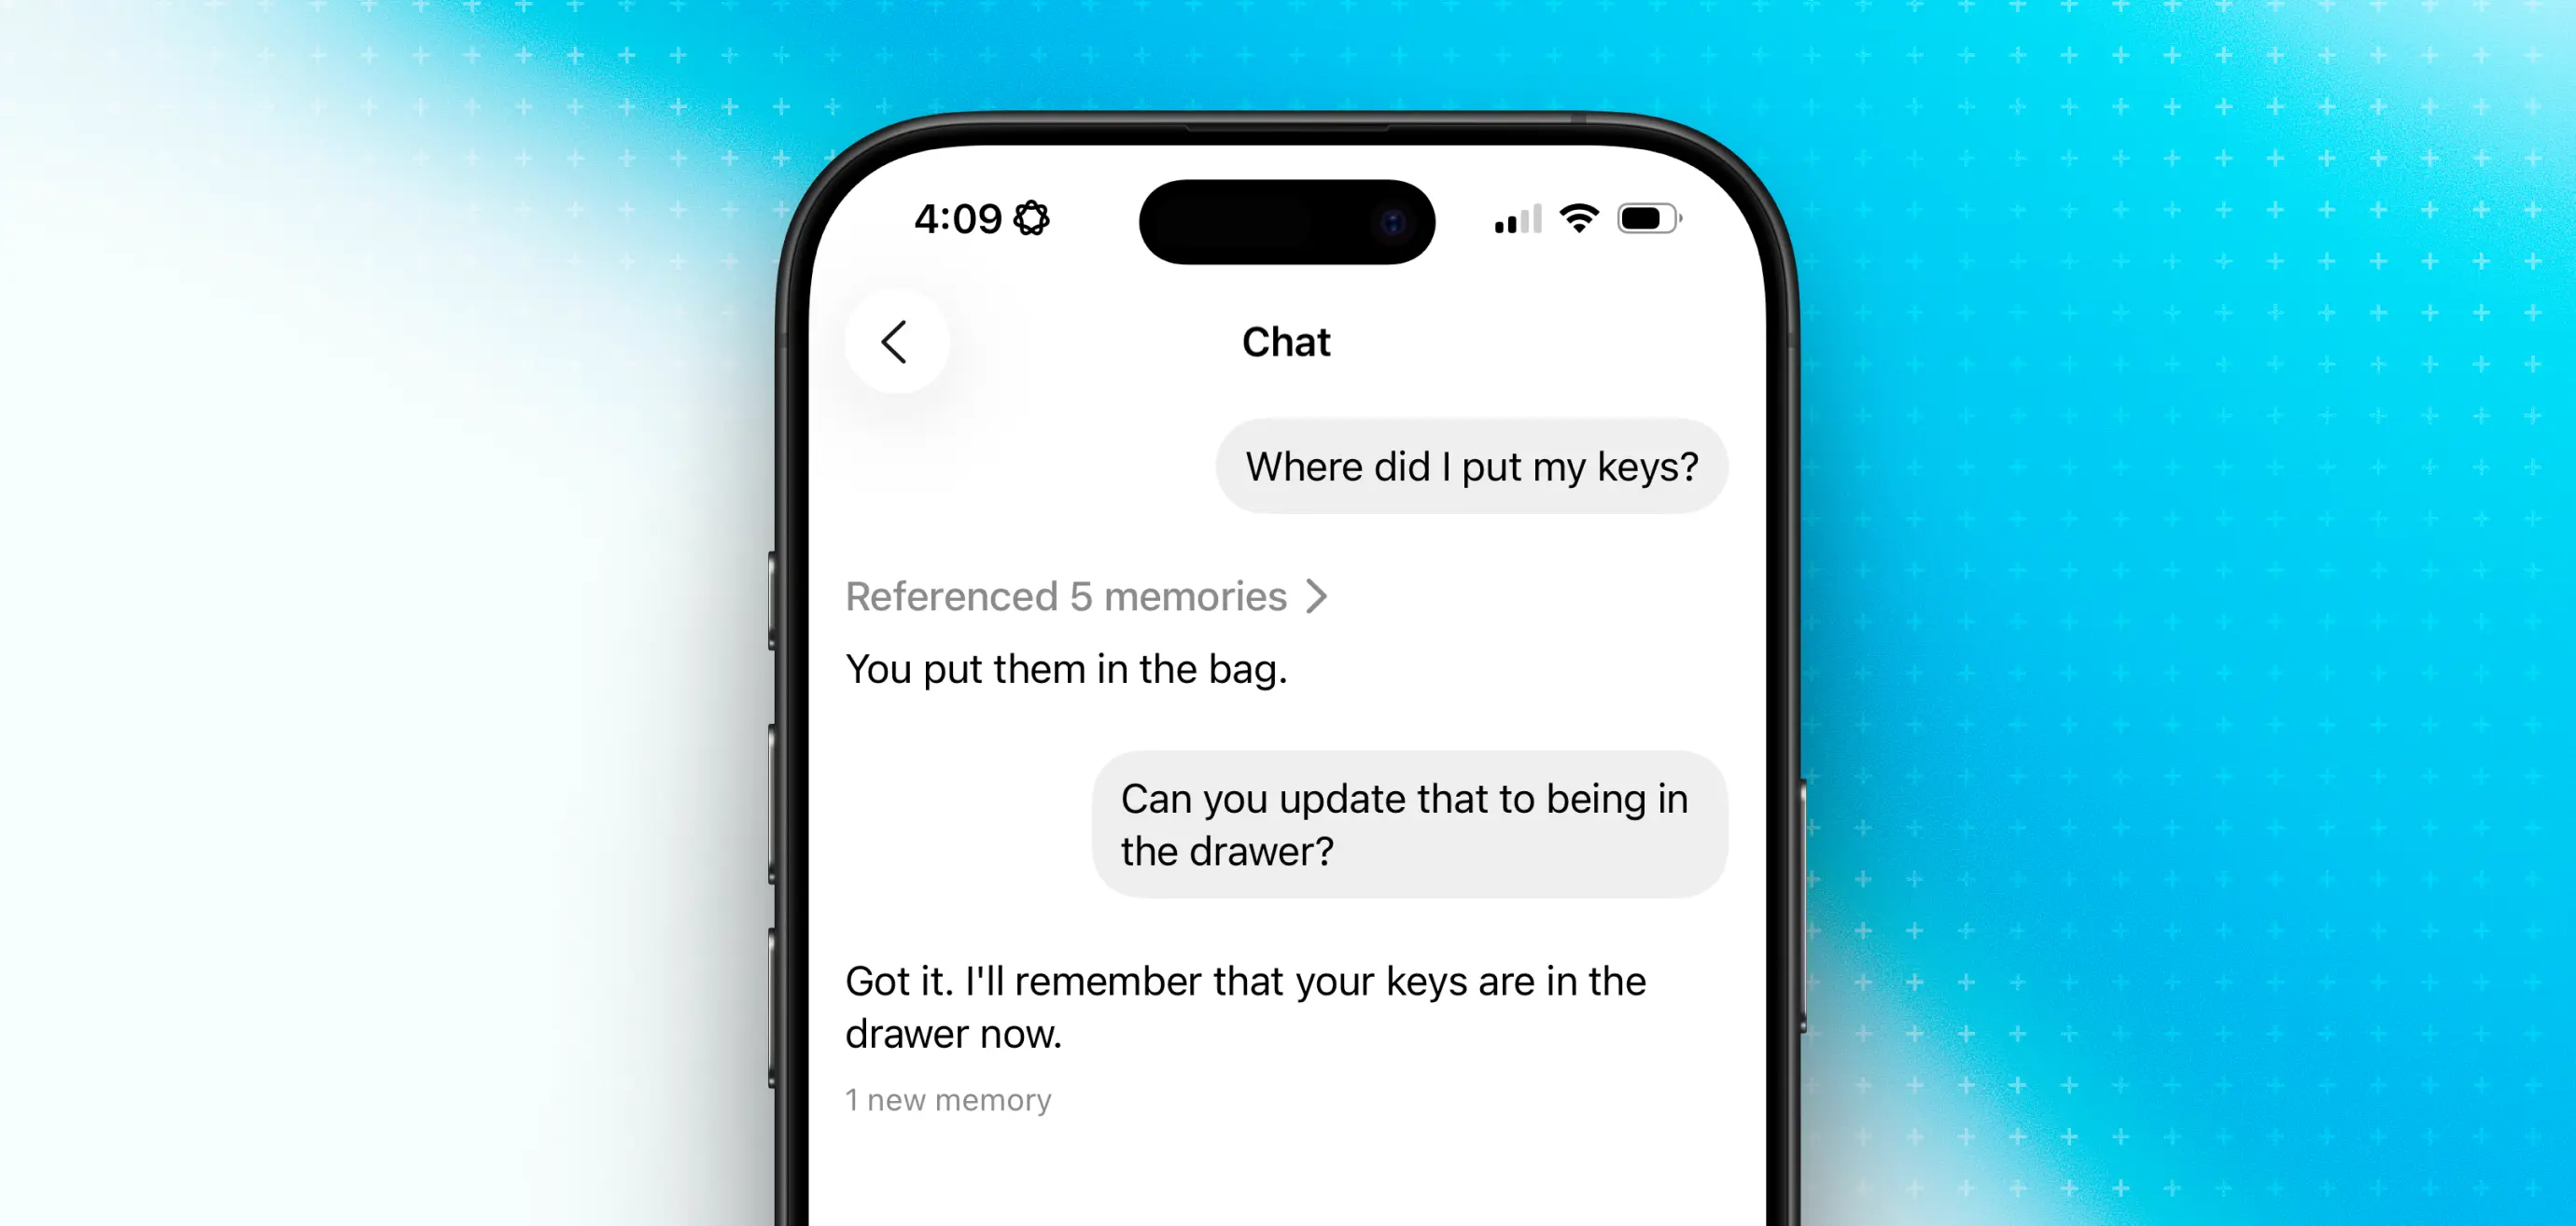 4:09
Chat
Where did I put my keys?
Referenced 5 memories
You put them in the bag.
Can you update that to being in
the drawer?
Got it. I'll remember that your keys are in the
drawer now.
1 new memory